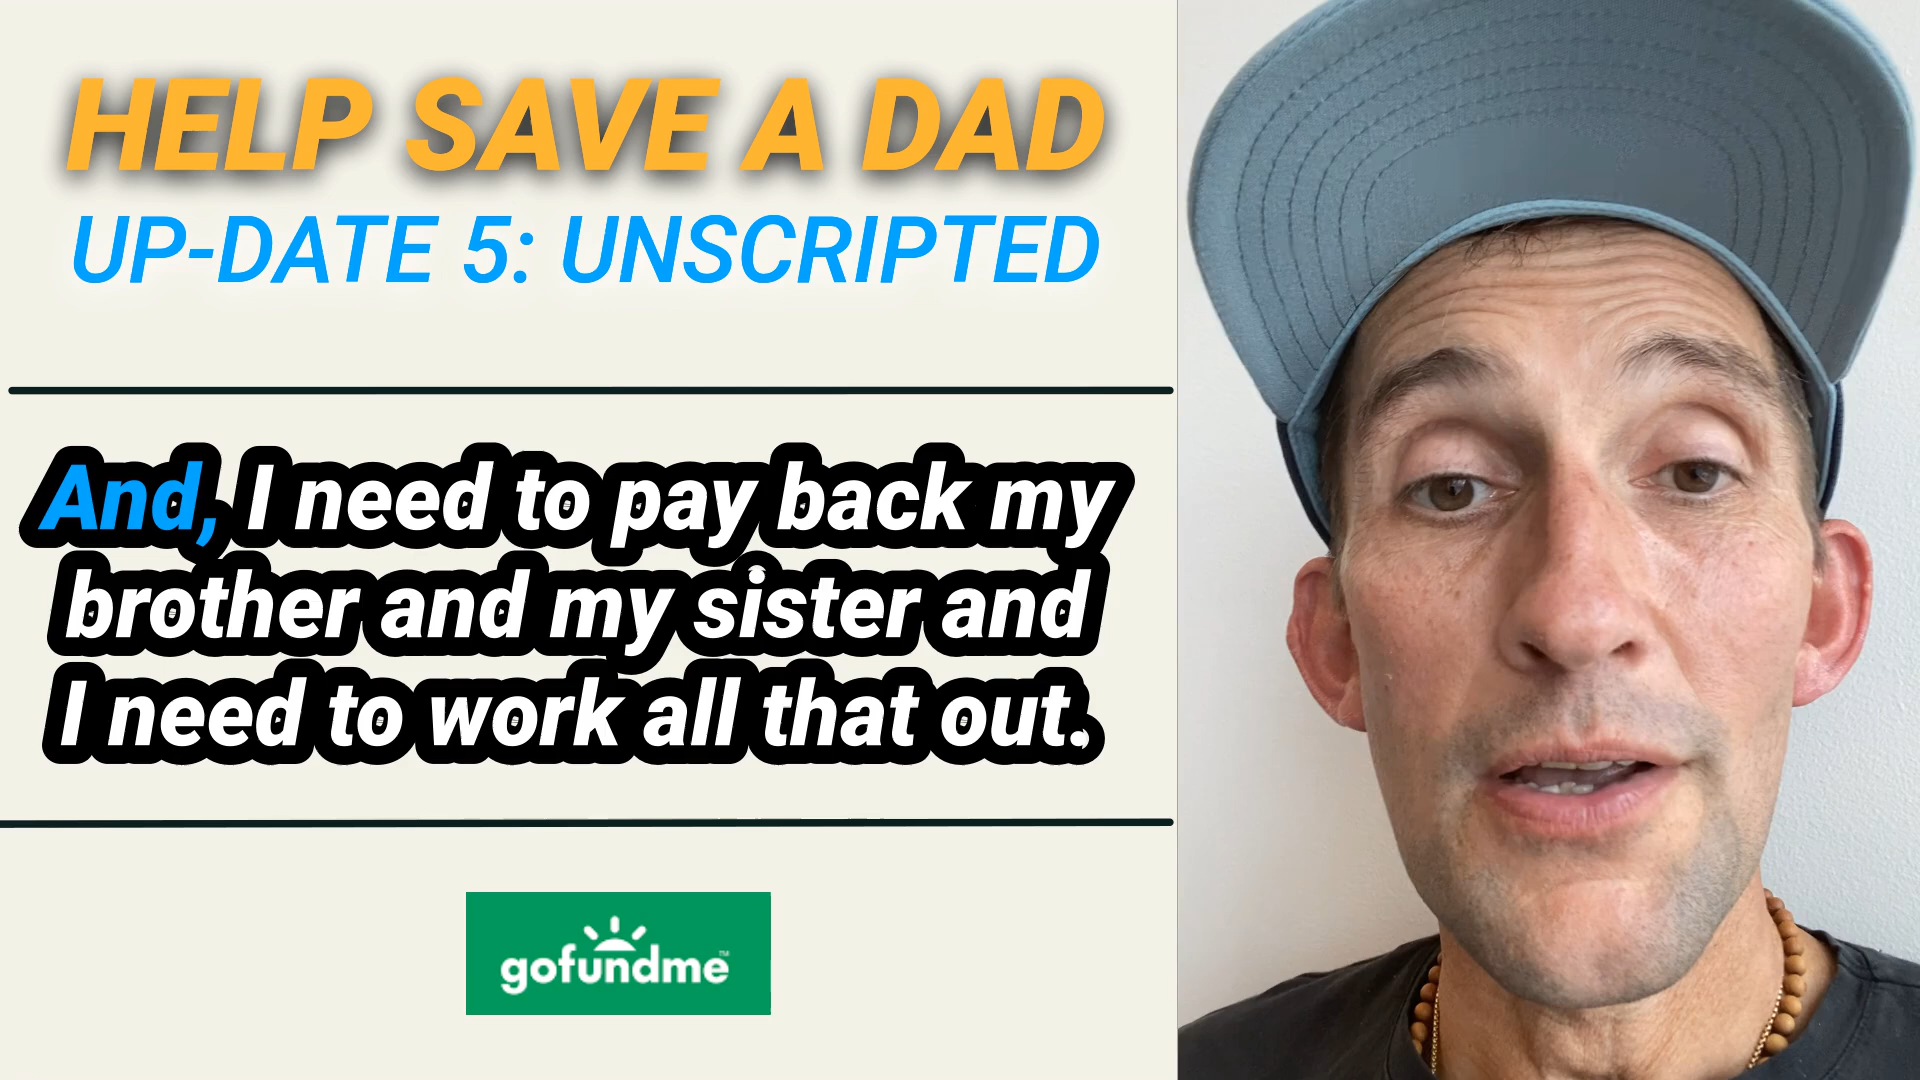 HELP SAVE A DAD
UP-DATE 5: UNSCRIPTED
And, I need to pay back my
brother and my sister and
I need to work all that out.
gofundme™